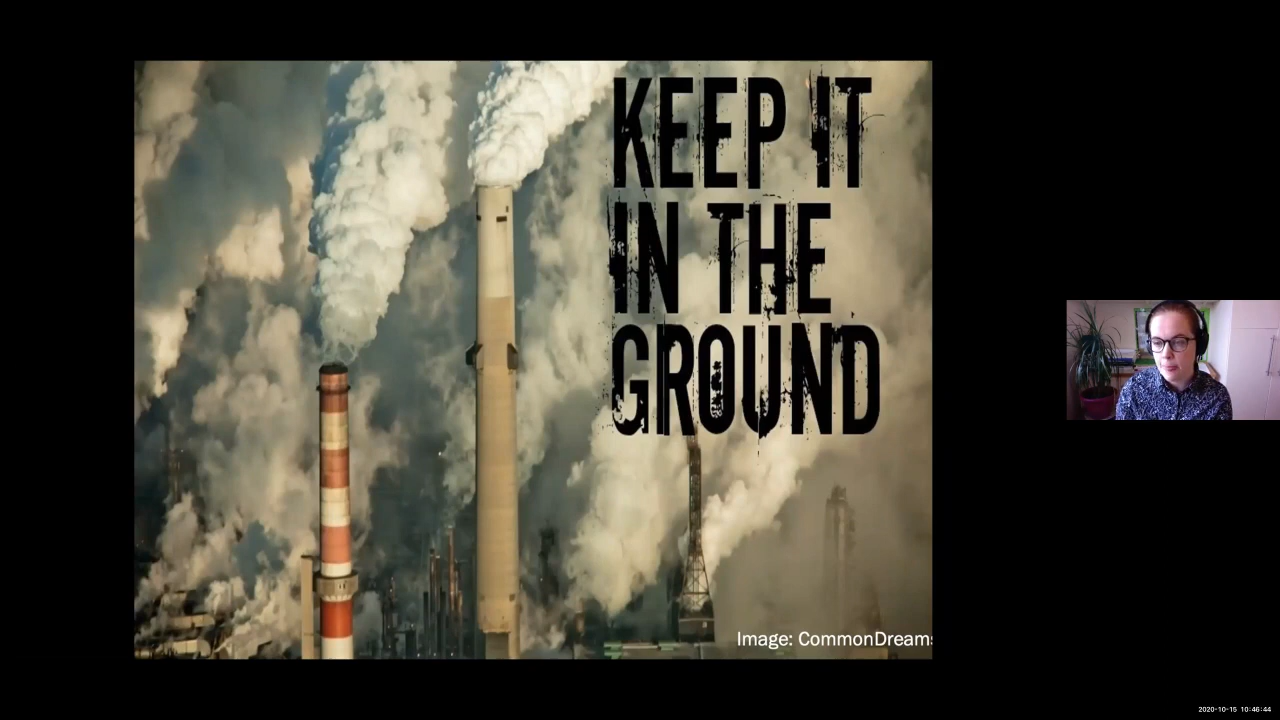 KEEP IT
IN THE
GROUND
Image: CommonDreams
2020-10-15 10:46:44